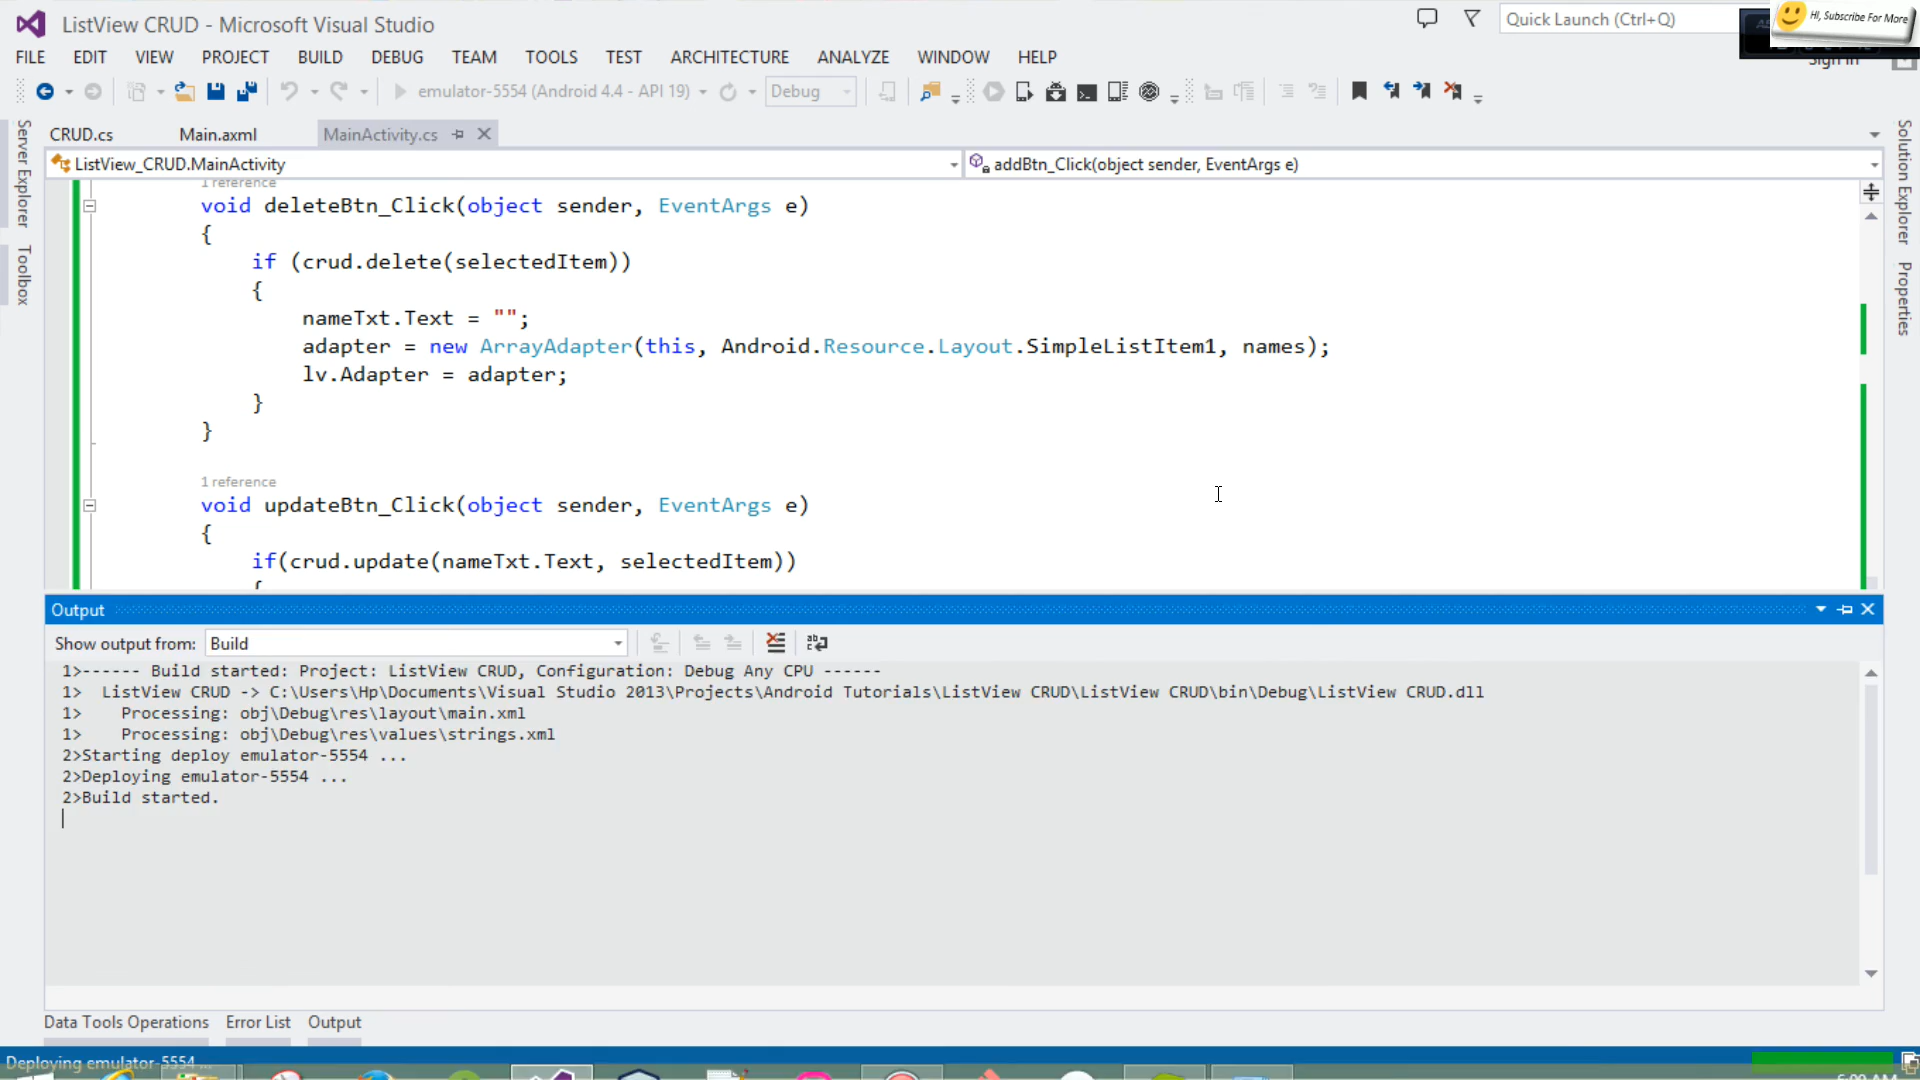 ListView CRUD - Microsoft Visual Studio
Quick Launch (Ctrl+Q)
HI, Subscribe For More
FILE EDIT VIEW PROJECT BUILD DEBUG TEAM TOOLS TEST ARCHITECTURE ANALYZE WINDOW HELP
Sign in
emulator-5554 (Android 4.4 - API 19) Debug
CRUD.cs Main.axml MainActivity.cs
ListView_CRUD.MainActivity addBtn_Click(object sender, EventArgs e)
Server Explorer
Toolbox
Solution Explorer
Properties
1 reference
void deleteBtn_Click(object sender, EventArgs e)
{
if (crud.delete(selectedItem))
{
nameTxt.Text = "";
adapter = new ArrayAdapter(this, Android.Resource.Layout.SimpleListItem1, names);
lv.Adapter = adapter;
}
}
1 reference
void updateBtn_Click(object sender, EventArgs e)
{
if(crud.update(nameTxt.Text, selectedItem))
{
Output
Show output from: Build
1>------ Build started: Project: ListView CRUD, Configuration: Debug Any CPU ------
1> ListView CRUD -> C:\Users\Hp\Documents\Visual Studio 2013\Projects\Android Tutorials\ListView CRUD\ListView CRUD\bin\Debug\ListView CRUD.dll
1> Processing: obj\Debug\res\layout\main.xml
1> Processing: obj\Debug\res\values\strings.xml
2>Starting deploy emulator-5554 ...
2>Deploying emulator-5554 ...
2>Build started.
Data Tools Operations Error List Output
Deploying emulator-5554 ...